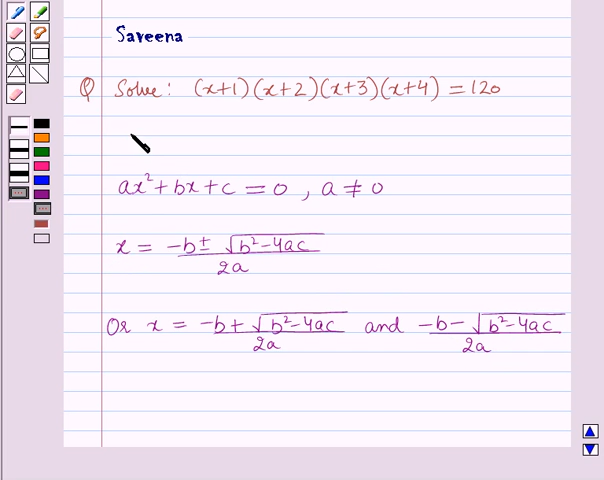 Saveena
Q Solve: (x+1)(x+2)(x+3)(x+4) = 120
ax²+bx+c = 0, a ≠ 0
x = -b ± √b²-4ac / 2a
Or x = -b + √b²-4ac / 2a and -b - √b²-4ac / 2a